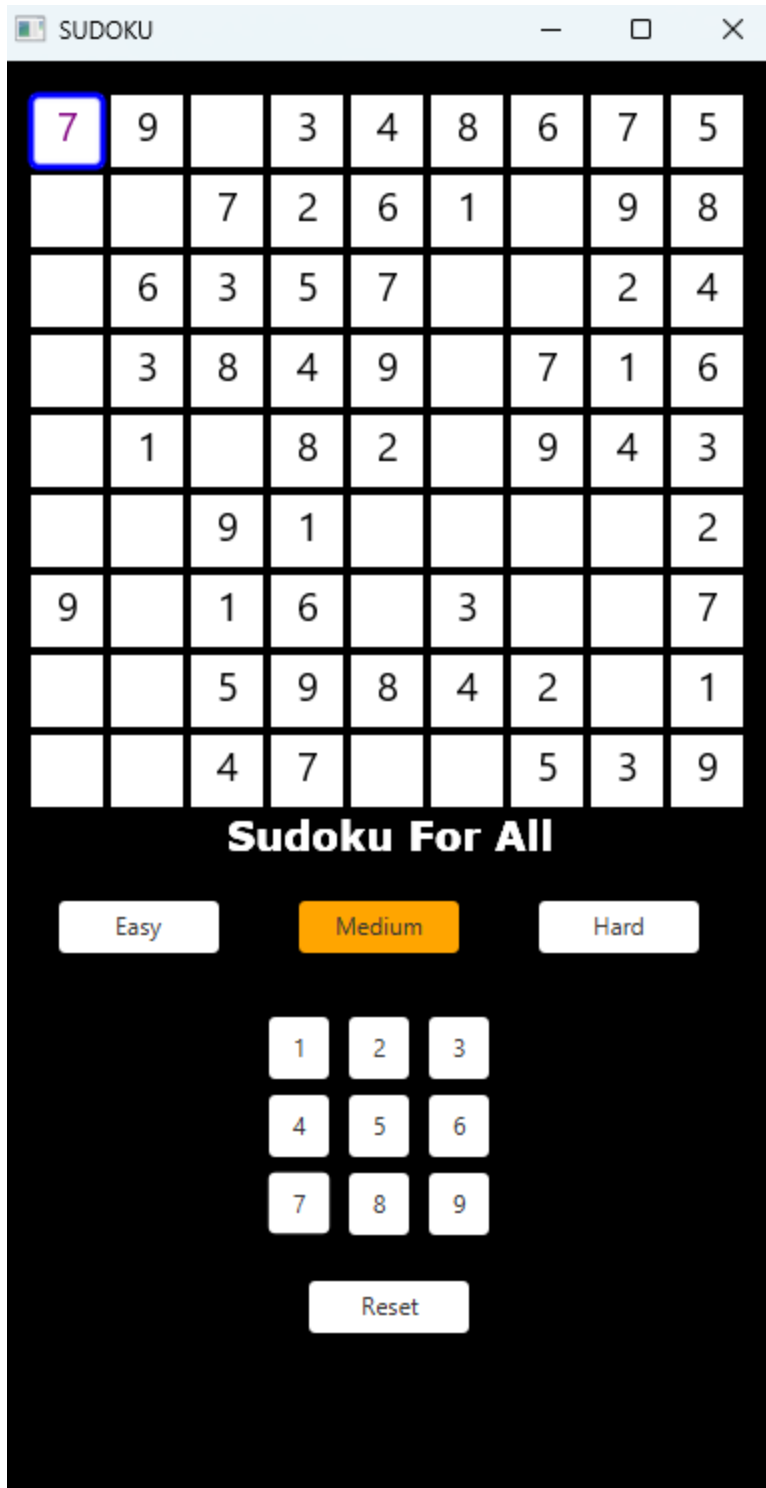 SUDOKU
7 9 3 4 8 6 7 5
7 2 6 1 9 8
6 3 5 7 2 4
3 8 4 9 7 1 6
1 8 2 9 4 3
9 1 2
9 1 6 3 7
5 9 8 4 2 1
4 7 5 3 9
Sudoku For All
Easy Medium Hard
1 2 3
4 5 6
7 8 9
Reset